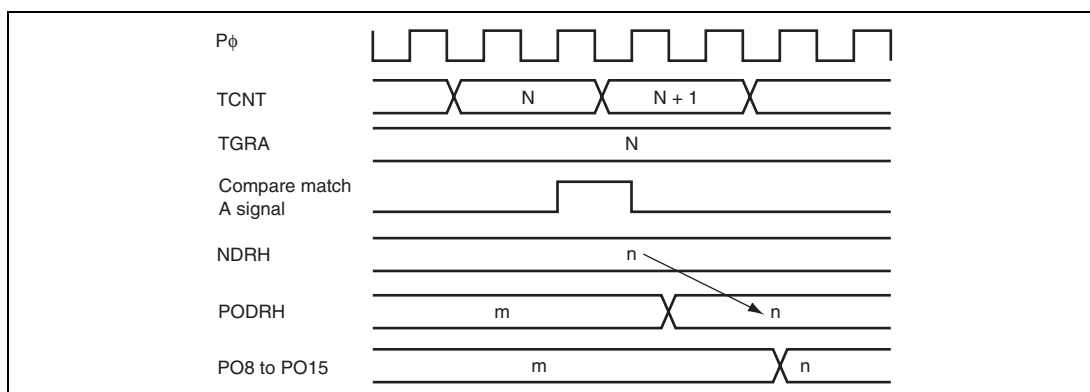 Pϕ
TCNT N N + 1
TGRA N
Compare match
A signal
NDRH n
PODRH m n
PO8 to PO15 m n